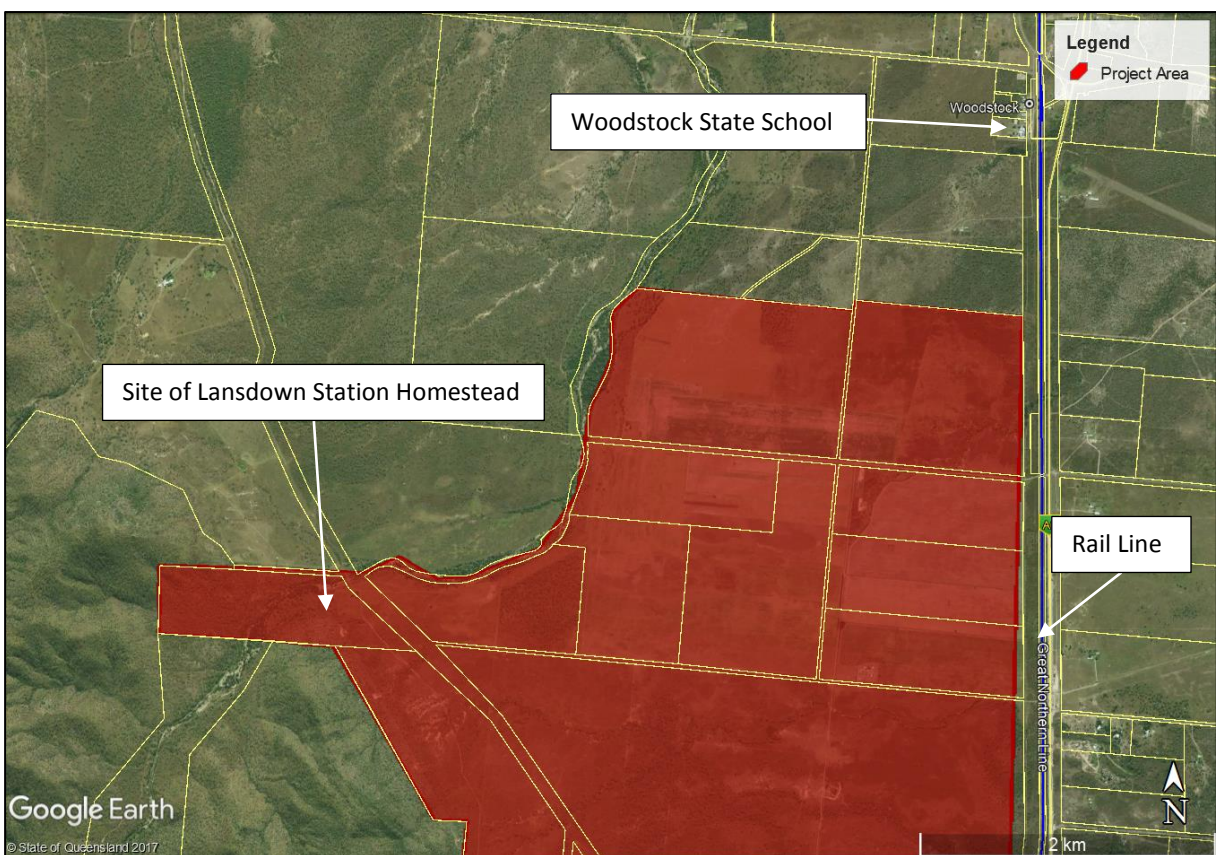 Legend
Project Area
Woodstock
Woodstock State School
Site of Lansdown Station Homestead
A
Rail Line
Great Northern Line
Google Earth
N
© State of Queensland 2017
2 km